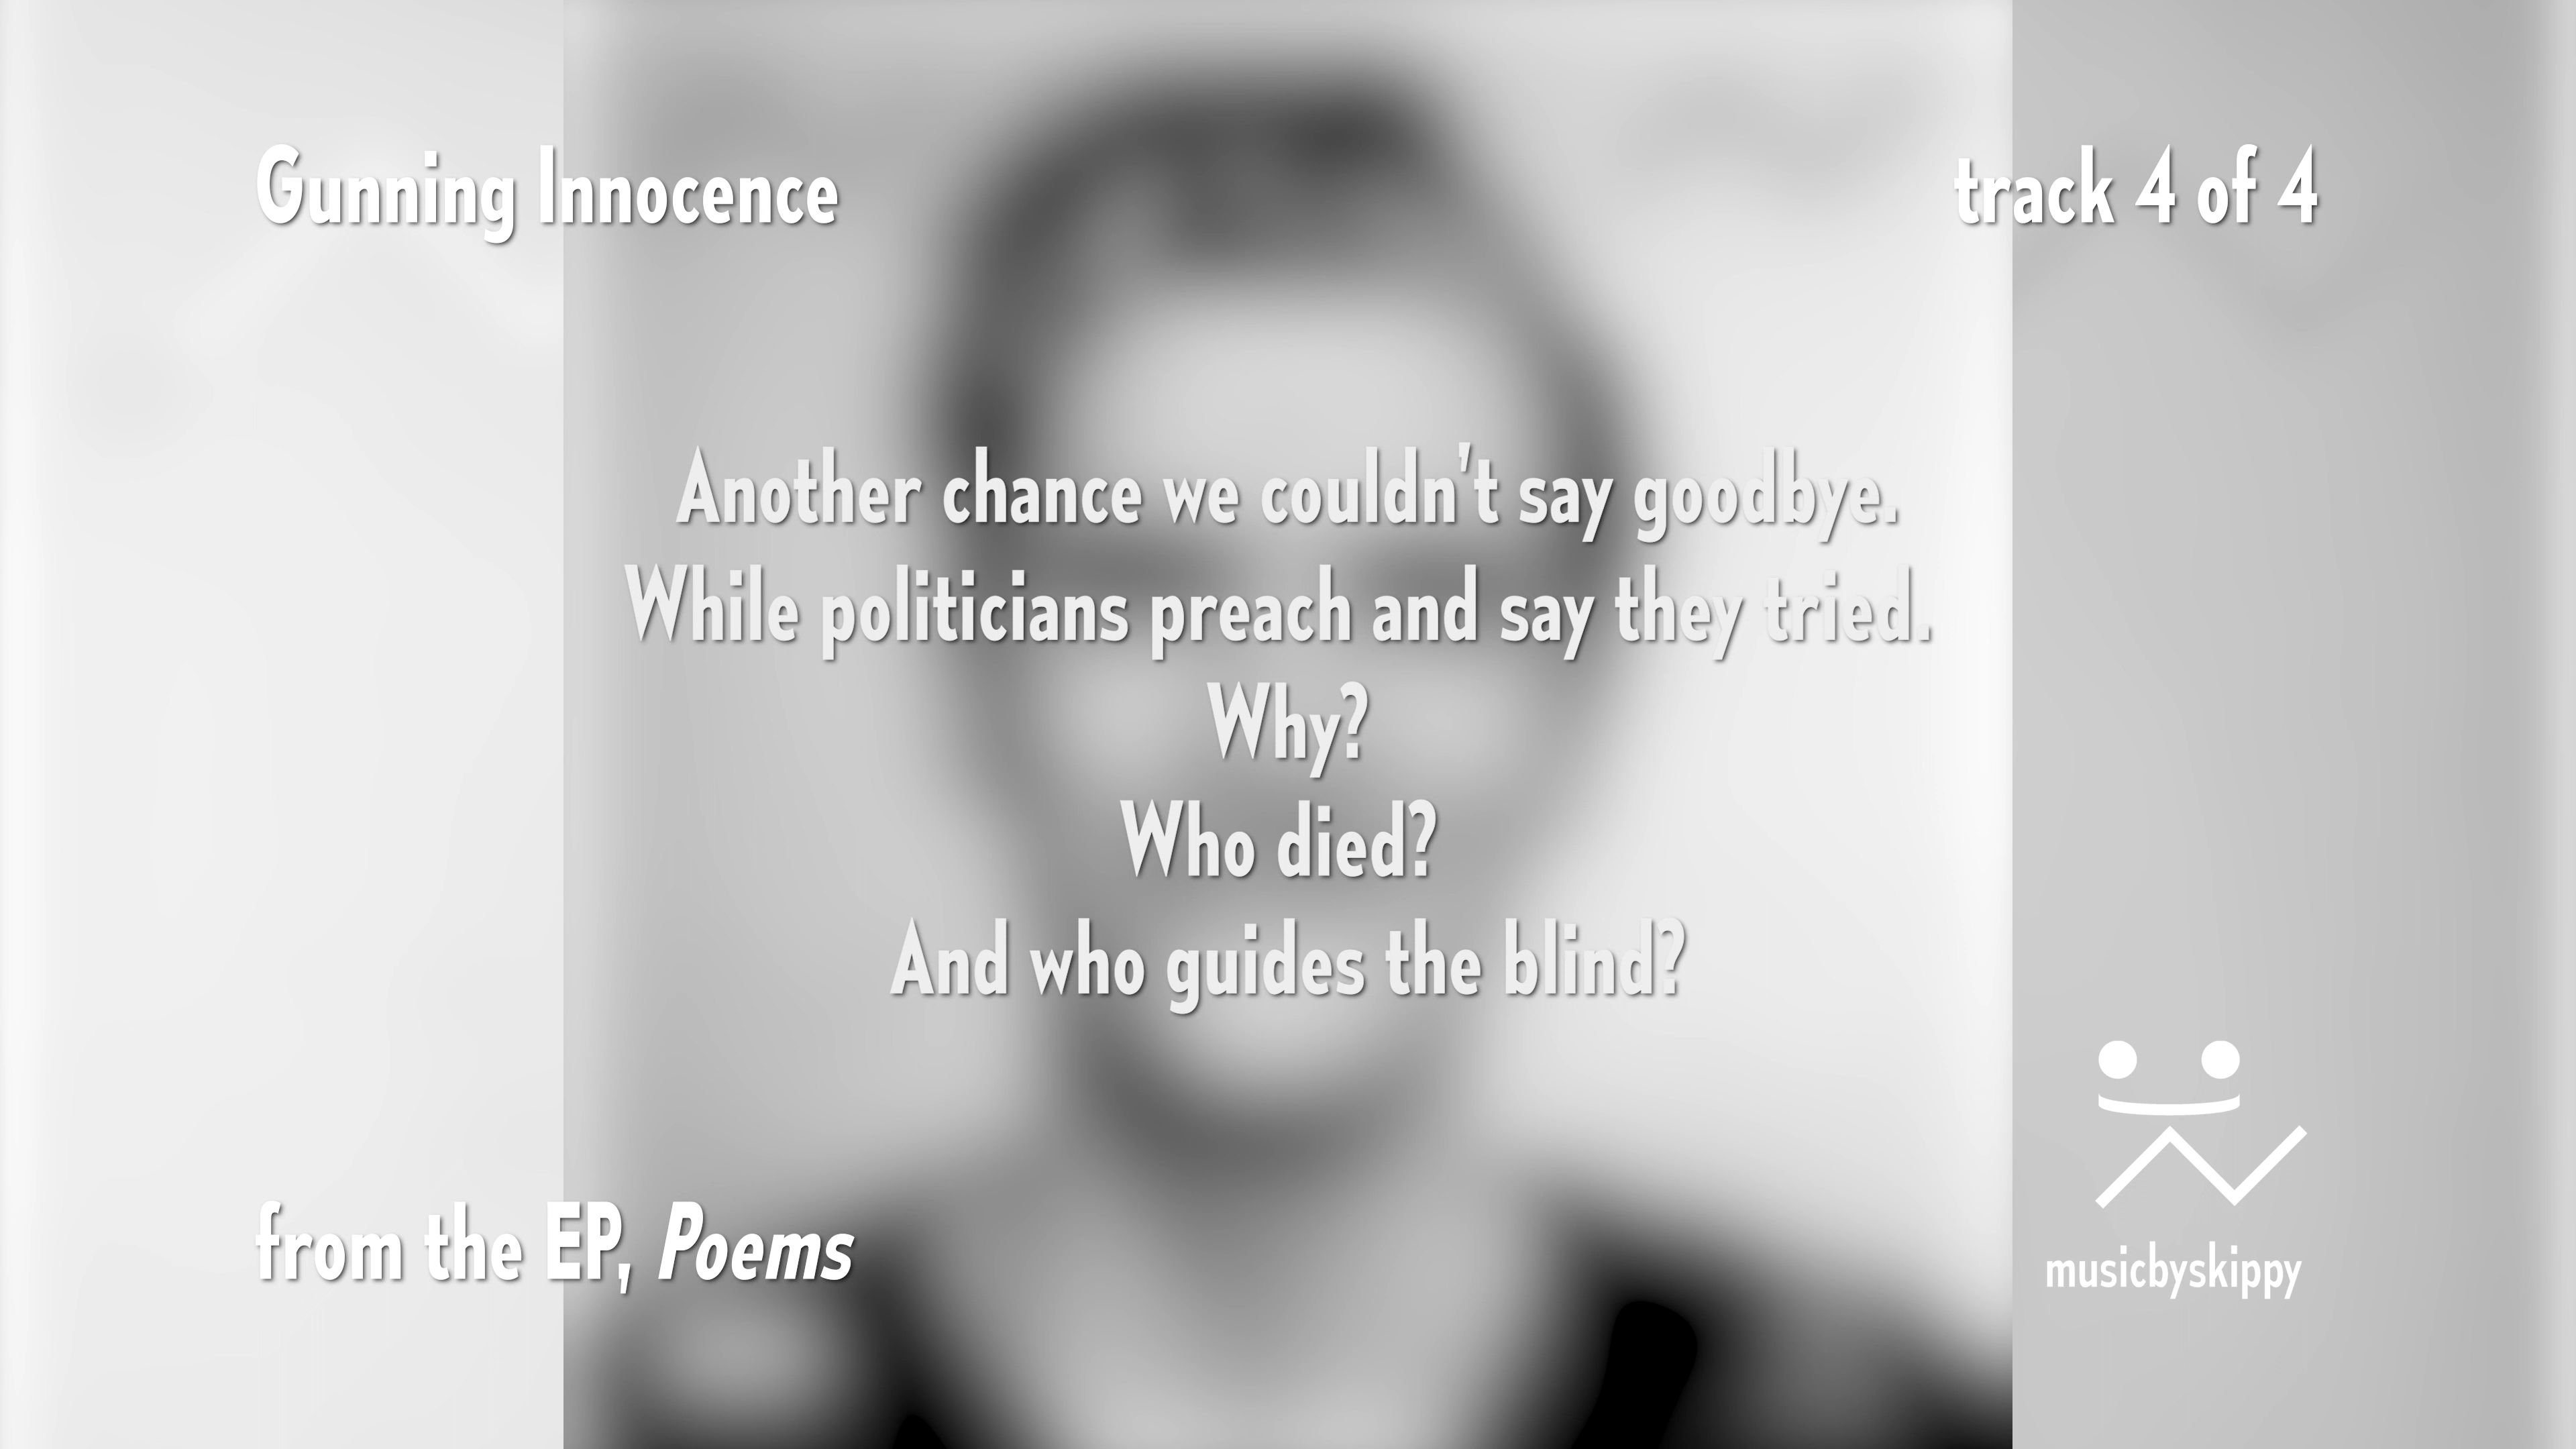 Gunning Innocence
track 4 of 4
Another chance we couldn't say goodbye.
While politicians preach and say they tried.
Why?
Who died?
And who guides the blind?
from the EP, Poems
musicbyskippy